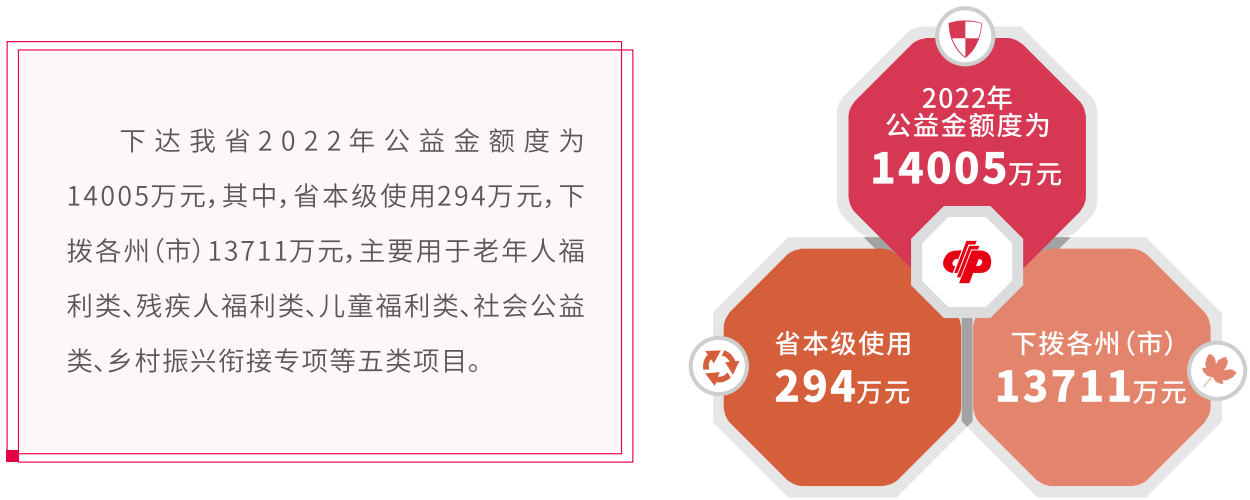 下达我省2022年公益金额度为
14005万元，其中，省本级使用294万元，下
拨各州（市）13711万元，主要用于老年人福
利类、残疾人福利类、儿童福利类、社会公益
类、乡村振兴衔接专项等五类项目。
2022年
公益金额度为
14005万元
省本级使用
294万元
下拨各州（市）
13711万元